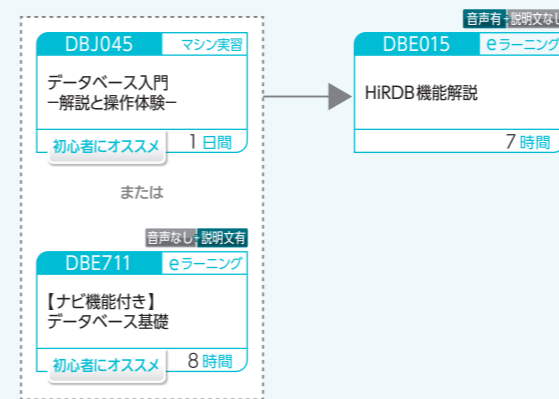 DBJ045 マシン実習
データベース入門
−解説と操作体験−
初心者にオススメ 1日間
または
音声なし+説明文有
DBE711 eラーニング
【ナビ機能付き】
データベース基礎
初心者にオススメ 8時間
音声有+説明文なし
DBE015 eラーニング
HiRDB機能解説
7時間